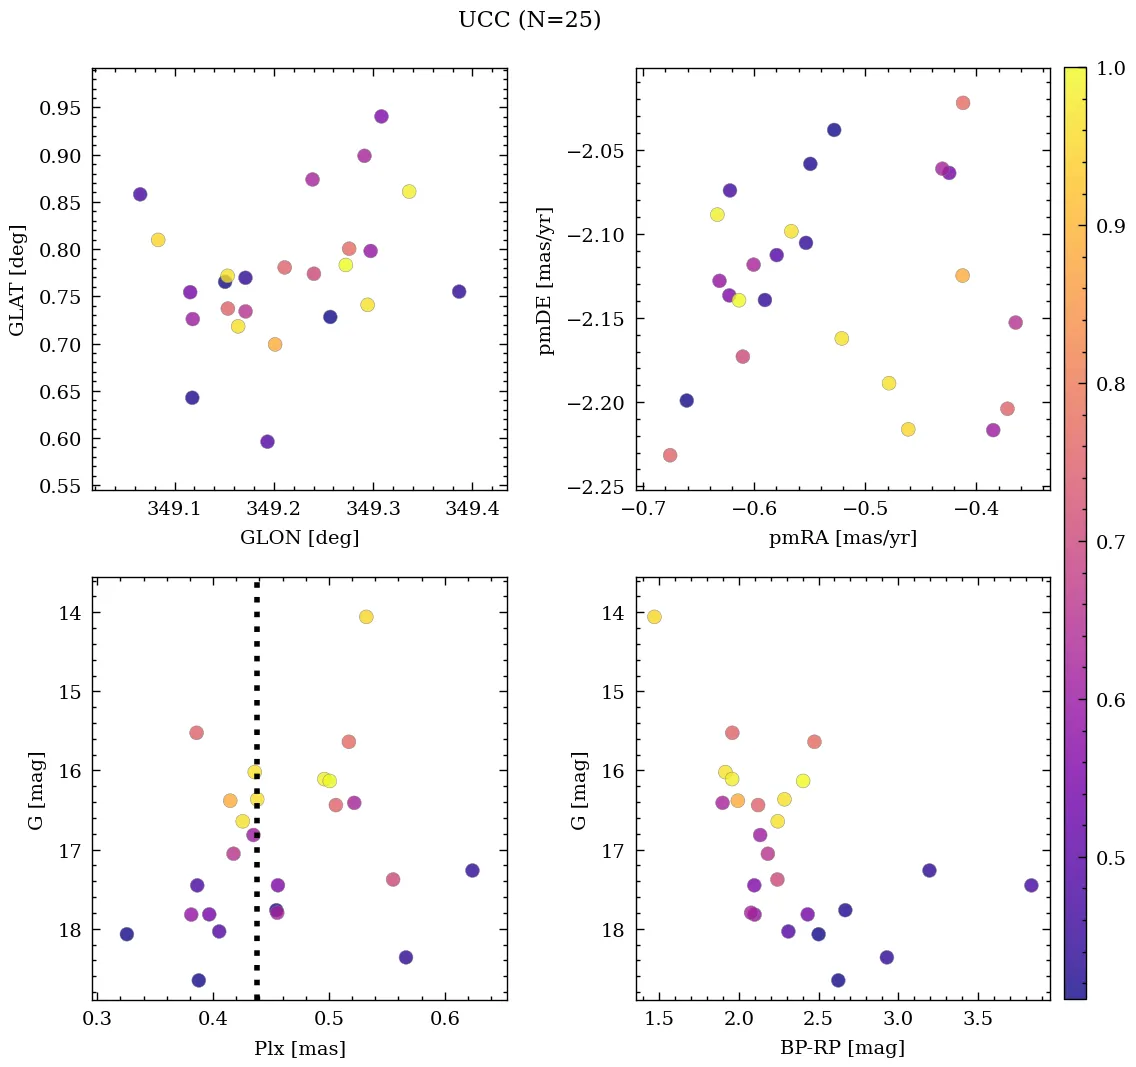 UCC (N=25)
0.95
0.90
0.85
0.80
0.75
0.70
0.65
0.60
0.55
GLAT [deg]
349.1 349.2 349.3 349.4
GLON [deg]
−2.05
−2.10
−2.15
−2.20
−2.25
pmDE [mas/yr]
−0.7 −0.6 −0.5 −0.4
pmRA [mas/yr]
14
15
16
17
18
G [mag]
0.3 0.4 0.5 0.6
Plx [mas]
14
15
16
17
18
G [mag]
1.5 2.0 2.5 3.0 3.5
BP-RP [mag]
1.0
0.9
0.8
0.7
0.6
0.5